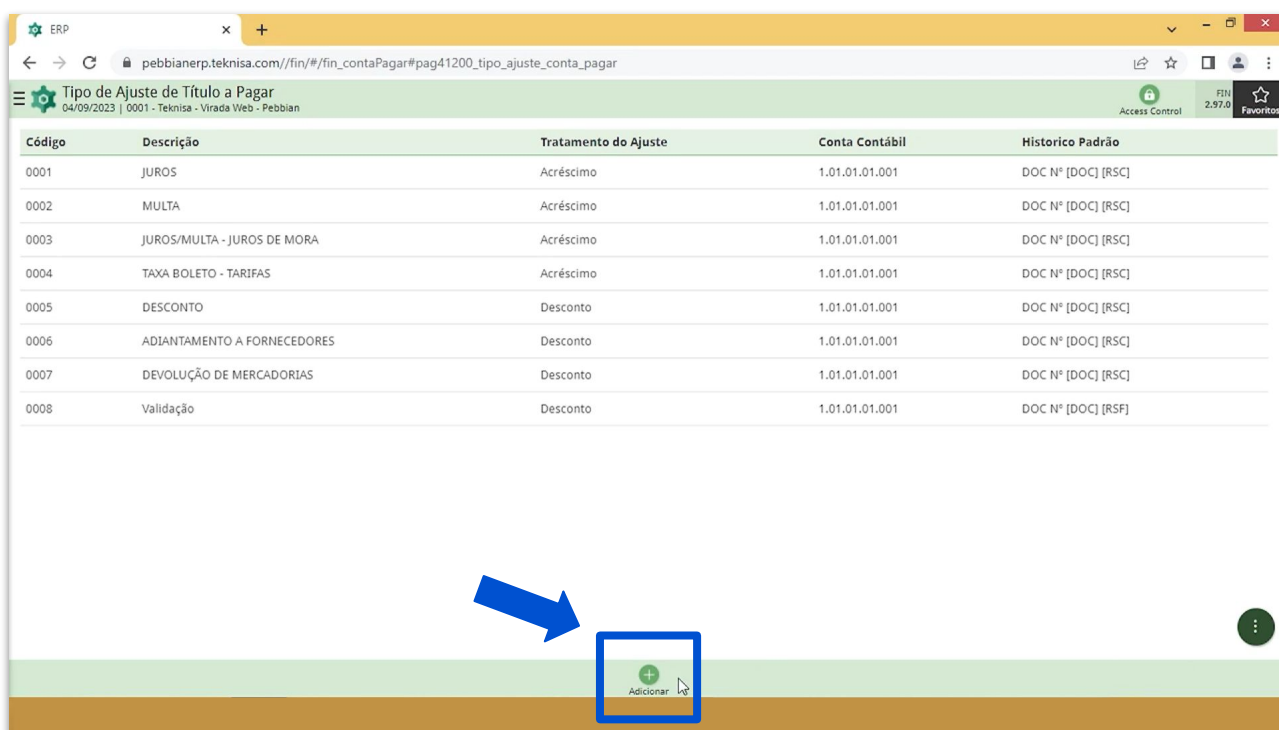 ERP
pebbianerp.teknisa.com//fin/#/fin_contaPagar#pag41200_tipo_ajuste_conta_pagar
Tipo de Ajuste de Título a Pagar
04/09/2023 | 0001 - Teknisa - Virada Web - Pebbian
Access Control
FIN
2.97.0
Favoritos
Código Descrição Tratamento do Ajuste Conta Contábil Historico Padrão
0001 JUROS Acréscimo 1.01.01.01.001 DOC Nº [DOC] [RSC]
0002 MULTA Acréscimo 1.01.01.01.001 DOC Nº [DOC] [RSC]
0003 JUROS/MULTA - JUROS DE MORA Acréscimo 1.01.01.01.001 DOC Nº [DOC] [RSC]
0004 TAXA BOLETO - TARIFAS Acréscimo 1.01.01.01.001 DOC Nº [DOC] [RSC]
0005 DESCONTO Desconto 1.01.01.01.001 DOC Nº [DOC] [RSC]
0006 ADIANTAMENTO A FORNECEDORES Desconto 1.01.01.01.001 DOC Nº [DOC] [RSC]
0007 DEVOLUÇÃO DE MERCADORIAS Desconto 1.01.01.01.001 DOC Nº [DOC] [RSC]
0008 Validação Desconto 1.01.01.01.001 DOC Nº [DOC] [RSF]
Adicionar